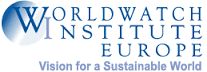 WORLDWATCH
INSTITUTE
EUROPE
Vision for a Sustainable World